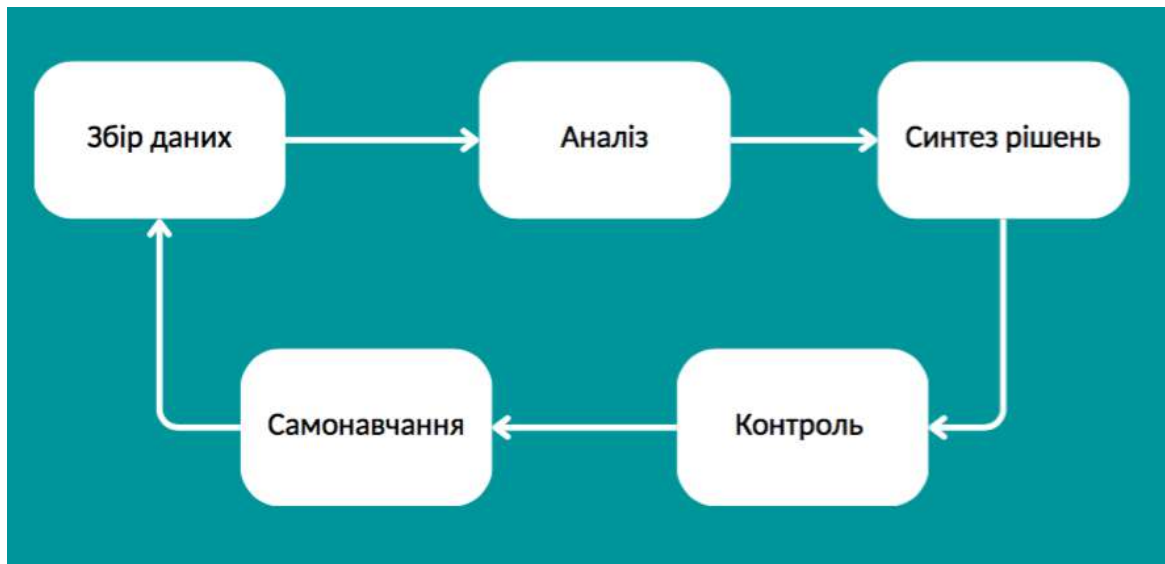 Збір даних
Аналіз
Синтез рішень
Самонавчання
Контроль